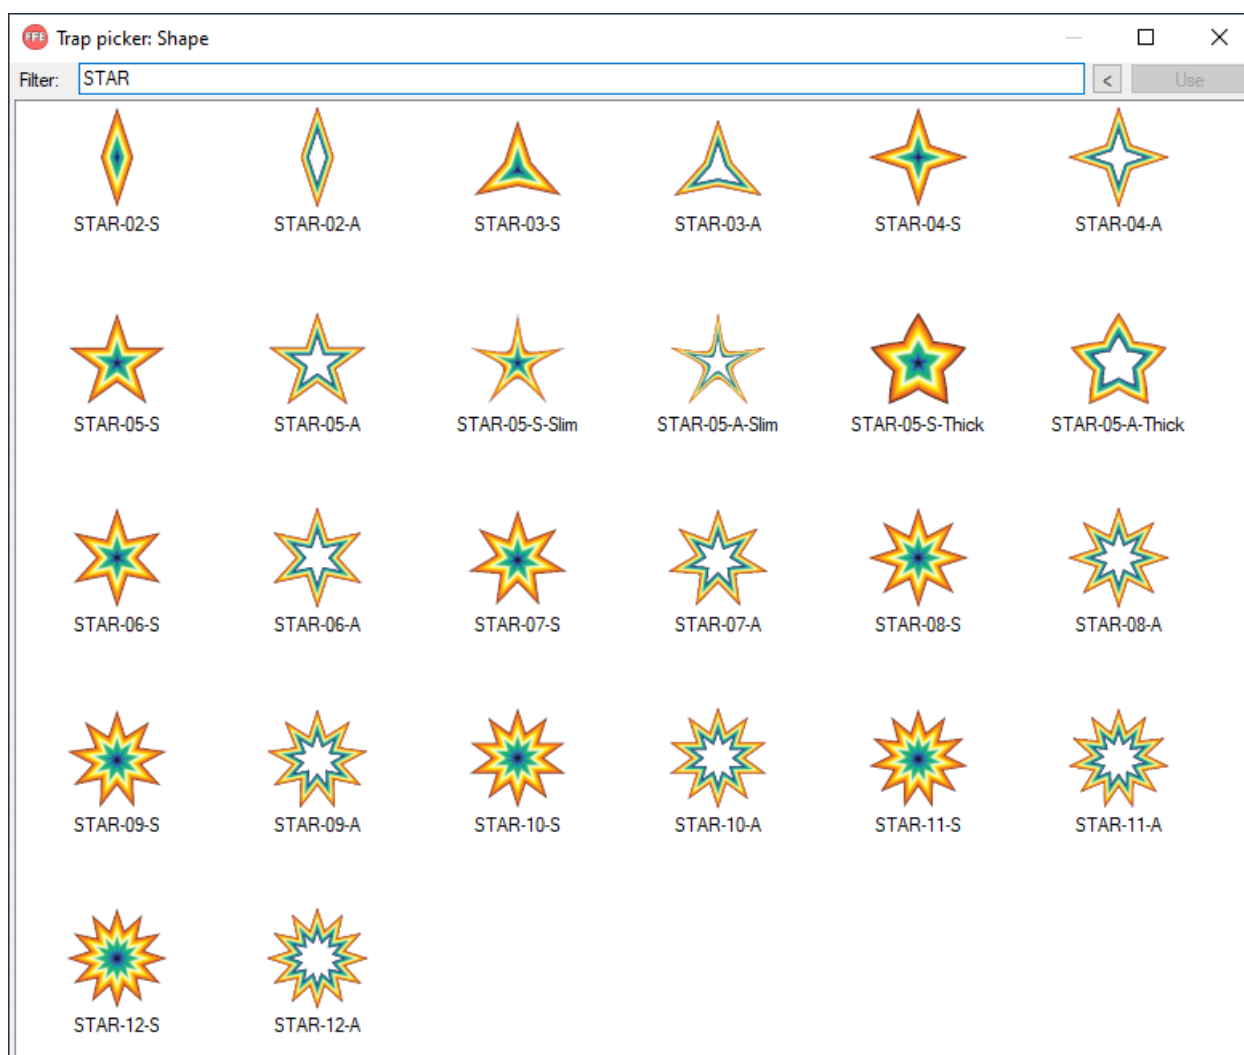 FFE Trap picker: Shape
Filter: STAR < Use
STAR-02-S STAR-02-A STAR-03-S STAR-03-A STAR-04-S STAR-04-A
STAR-05-S STAR-05-A STAR-05-S-Slim STAR-05-A-Slim STAR-05-S-Thick STAR-05-A-Thick
STAR-06-S STAR-06-A STAR-07-S STAR-07-A STAR-08-S STAR-08-A
STAR-09-S STAR-09-A STAR-10-S STAR-10-A STAR-11-S STAR-11-A
STAR-12-S STAR-12-A